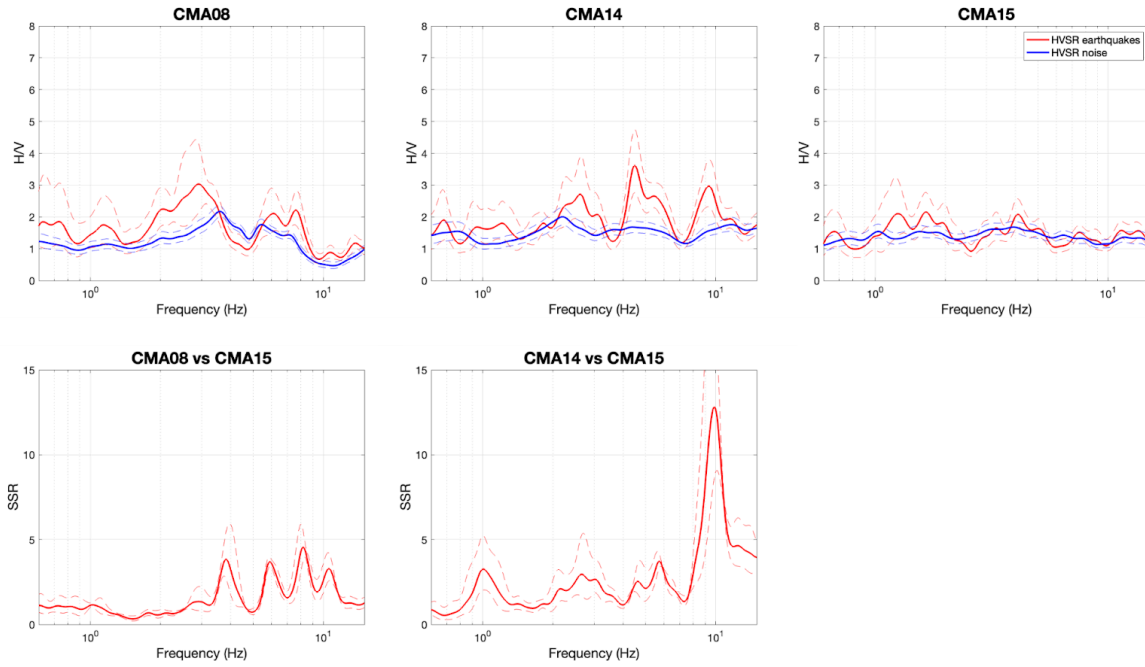 CMA08
8
7
6
5
4
3
2
1
0
H/V
10⁰
10¹
Frequency (Hz)
CMA14
8
7
6
5
4
3
2
1
0
H/V
10⁰
10¹
Frequency (Hz)
CMA15
8
7
6
5
4
3
2
1
0
H/V
10⁰
10¹
Frequency (Hz)
HVSR earthquakes
HVSR noise
CMA08 vs CMA15
15
10
5
0
SSR
10⁰
10¹
Frequency (Hz)
CMA14 vs CMA15
15
10
5
0
SSR
10⁰
10¹
Frequency (Hz)